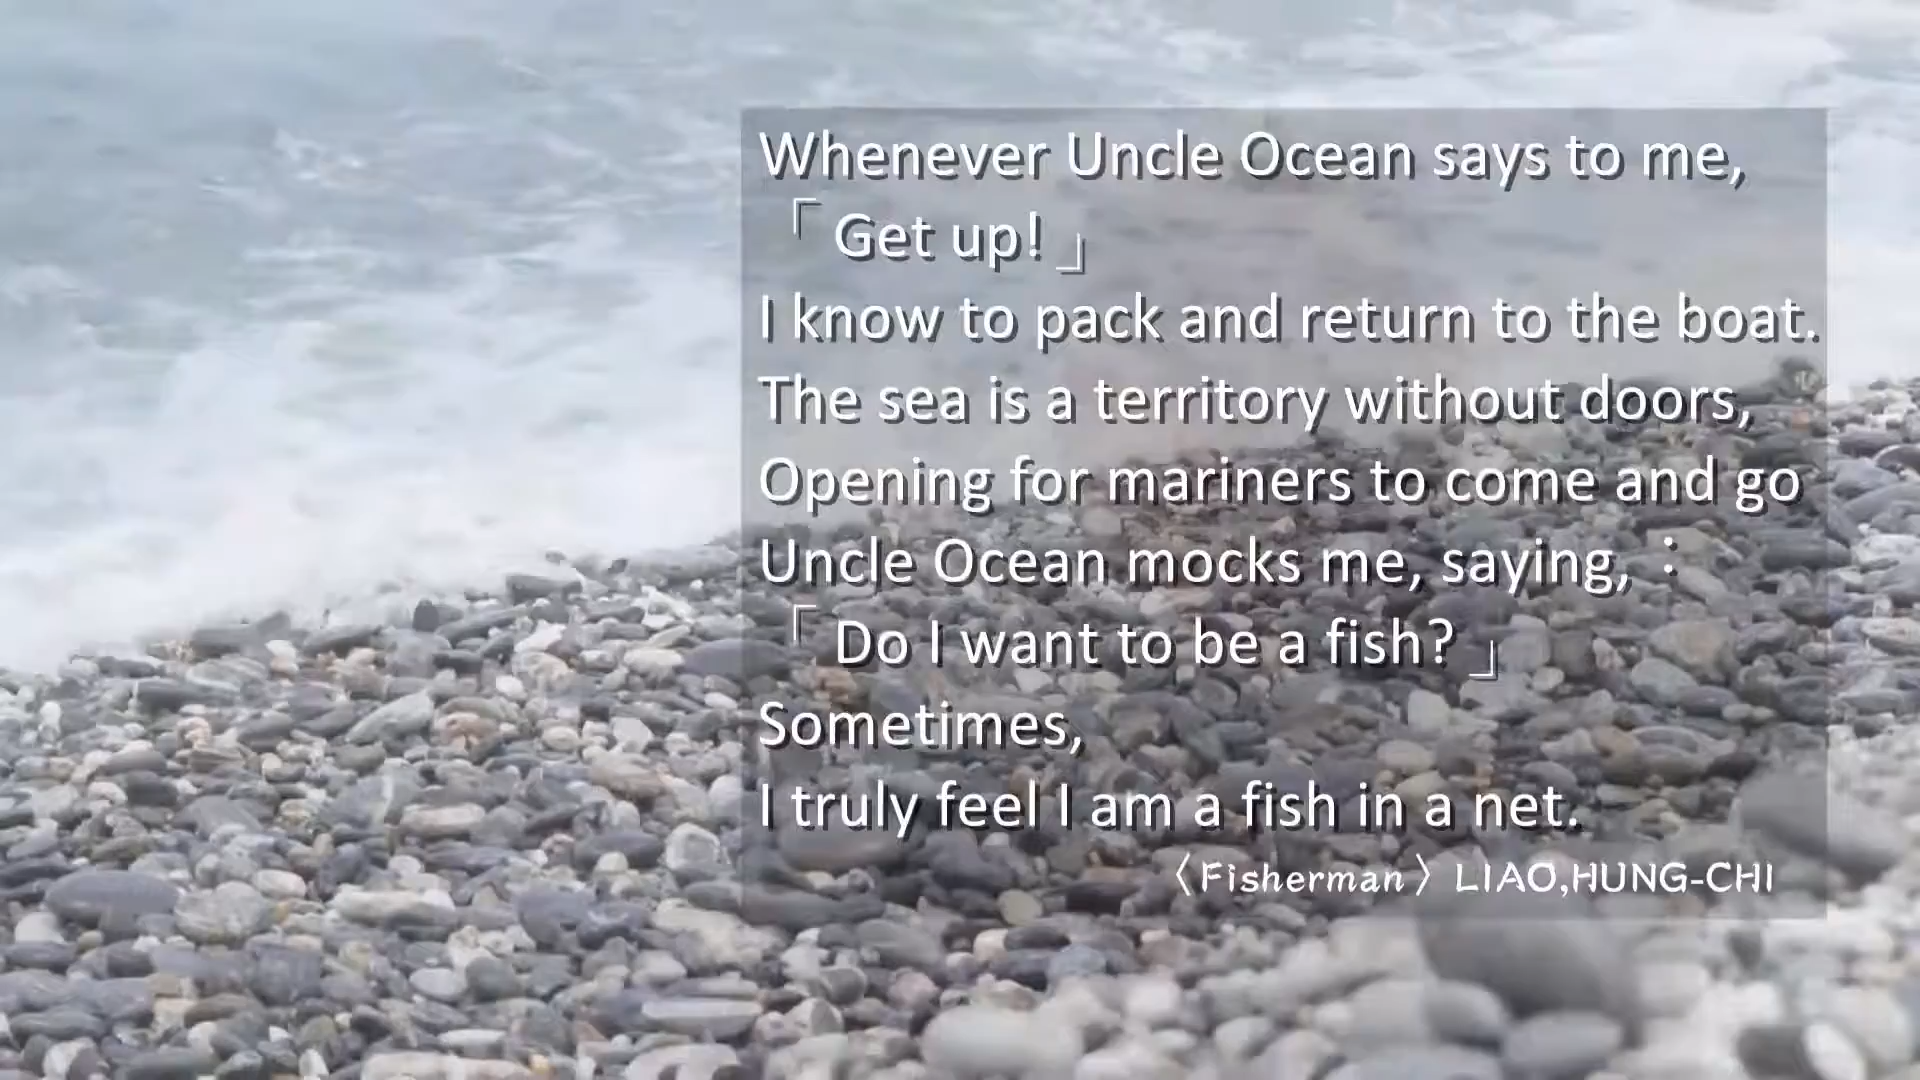 Whenever Uncle Ocean says to me,
「Get up!」
I know to pack and return to the boat.
The sea is a territory without doors,
Opening for mariners to come and go
Uncle Ocean mocks me, saying,：
「Do I want to be a fish?」
Sometimes,
I truly feel I am a fish in a net.
〈Fisherman〉LIAO,HUNG-CHI